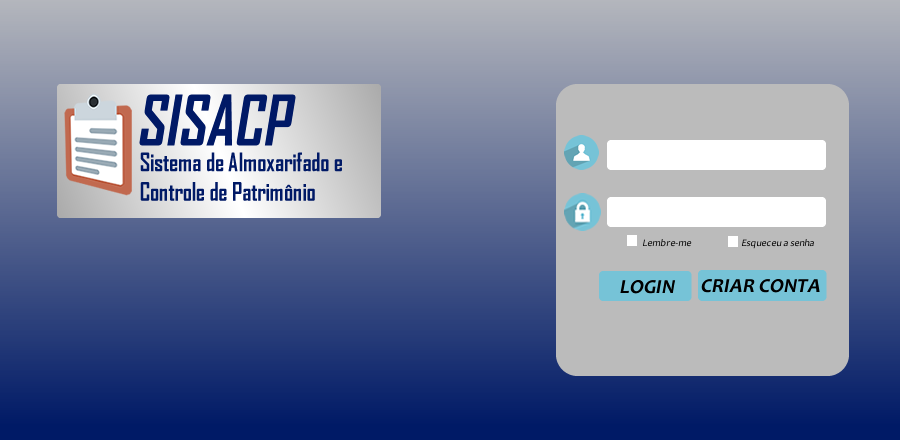 SISACP
Sistema de Almoxarifado e
Controle de Patrimônio
Lembre-me
Esqueceu a senha
LOGIN
CRIAR CONTA